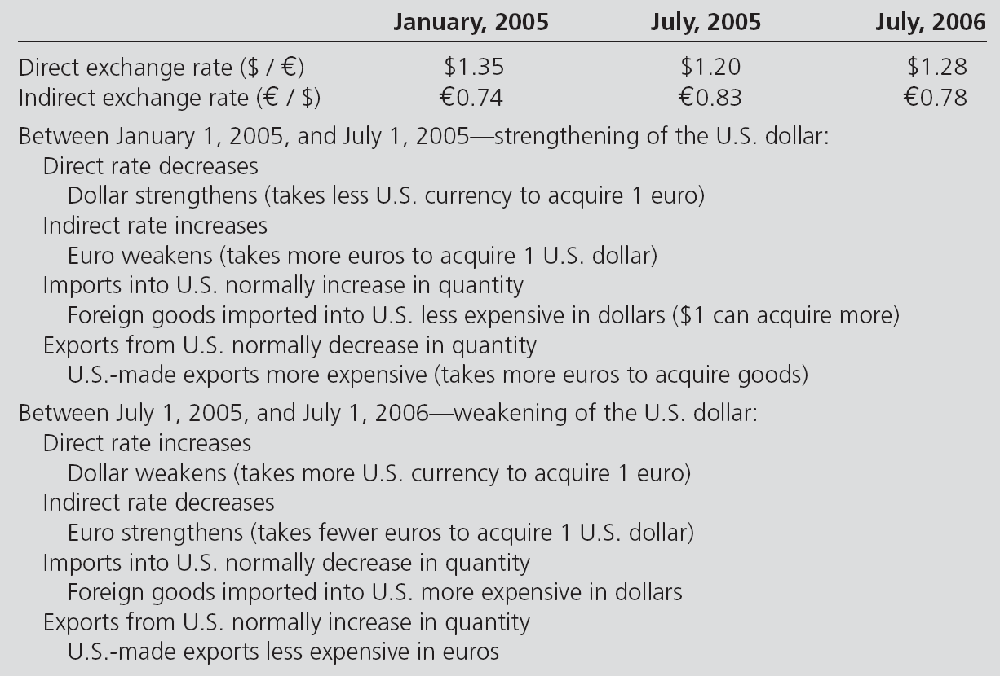 January, 2005 July, 2005 July, 2006
Direct exchange rate ($ / €) $1.35 $1.20 $1.28
Indirect exchange rate (€ / $) €0.74 €0.83 €0.78
Between January 1, 2005, and July 1, 2005—strengthening of the U.S. dollar:
Direct rate decreases
Dollar strengthens (takes less U.S. currency to acquire 1 euro)
Indirect rate increases
Euro weakens (takes more euros to acquire 1 U.S. dollar)
Imports into U.S. normally increase in quantity
Foreign goods imported into U.S. less expensive in dollars ($1 can acquire more)
Exports from U.S. normally decrease in quantity
U.S.-made exports more expensive (takes more euros to acquire goods)
Between July 1, 2005, and July 1, 2006—weakening of the U.S. dollar:
Direct rate increases
Dollar weakens (takes more U.S. currency to acquire 1 euro)
Indirect rate decreases
Euro strengthens (takes fewer euros to acquire 1 U.S. dollar)
Imports into U.S. normally decrease in quantity
Foreign goods imported into U.S. more expensive in dollars
Exports from U.S. normally increase in quantity
U.S.-made exports less expensive in euros